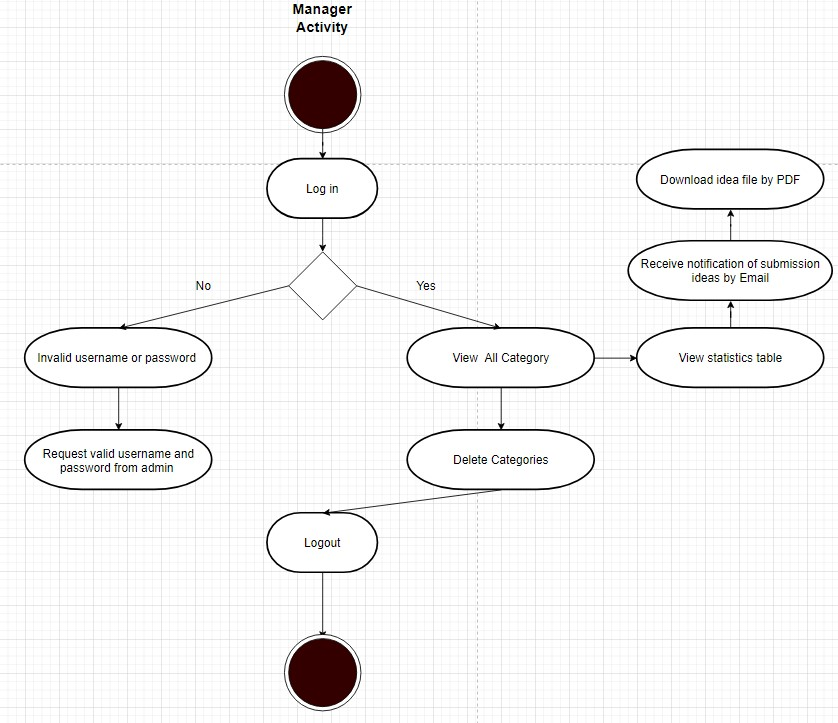 Manager
Activity
Log in
No
Yes
Invalid username or password
Request valid username and
password from admin
View  All Category
Delete Categories
View statistics table
Receive notification of submission
ideas by Email
Download idea file by PDF
Logout